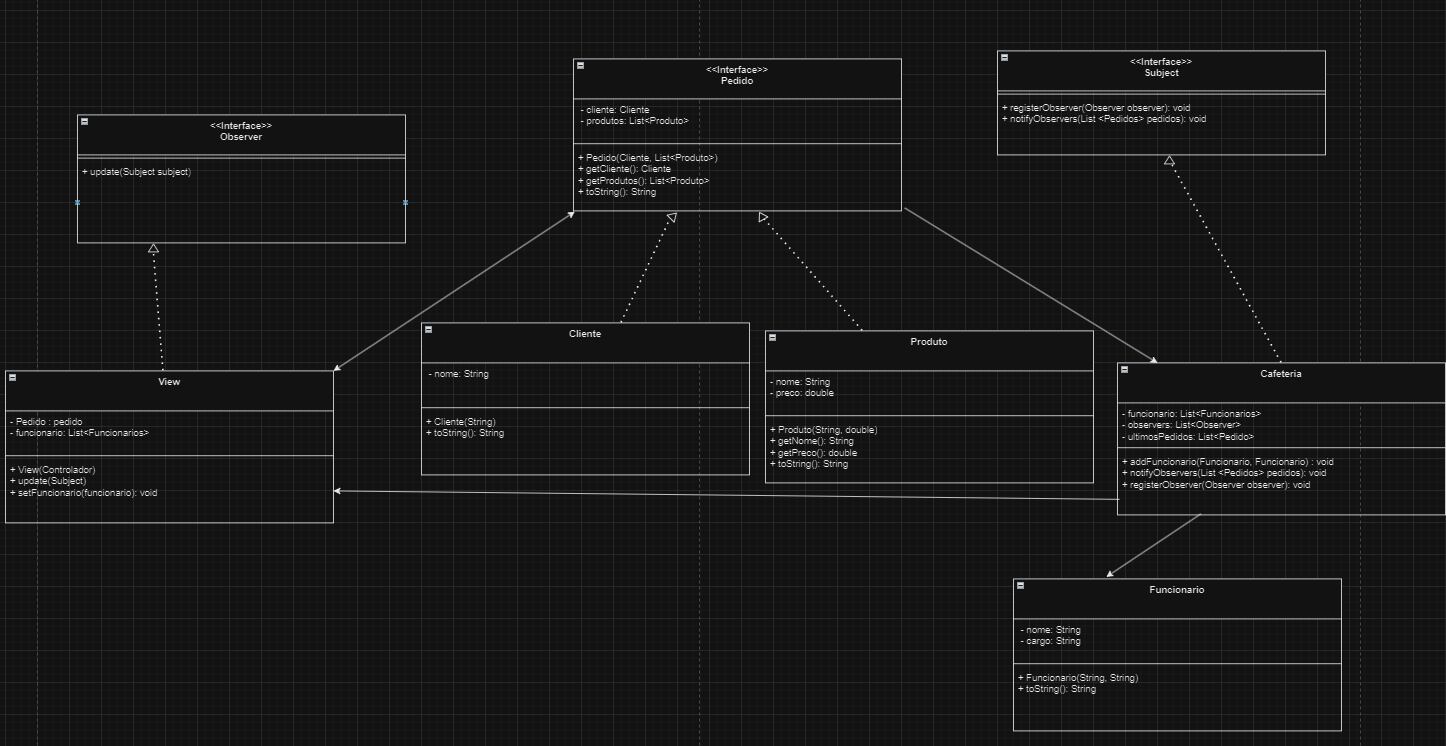 <<Interface>>
Observer
+ update(Subject subject)
<<Interface>>
Pedido
- cliente: Cliente
- produtos: List<Produto>
+ Pedido(Cliente, List<Produto>)
+ getCliente(): Cliente
+ getProdutos(): List<Produto>
+ toString(): String
<<Interface>>
Subject
+ registerObserver(Observer observer): void
+ notifyObservers(List <Pedidos> pedidos): void
View
- Pedido : pedido
- funcionario: List<Funcionarios>
+ View(Controlador)
+ update(Subject)
+ setFuncionario(funcionario): void
Cliente
- nome: String
+ Cliente(String)
+ toString(): String
Produto
- nome: String
- preco: double
+ Produto(String, double)
+ getNome(): String
+ getPreco(): double
+ toString(): String
Cafeteria
- funcionario: List<Funcionarios>
- observers: List<Observer>
- ultimosPedidos: List<Pedido>
+ addFuncionario(Funcionario, Funcionario) : void
+ notifyObservers(List <Pedidos> pedidos): void
+ registerObserver(Observer observer): void
Funcionario
- nome: String
- cargo: String
+ Funcionario(String, String)
+ toString(): String